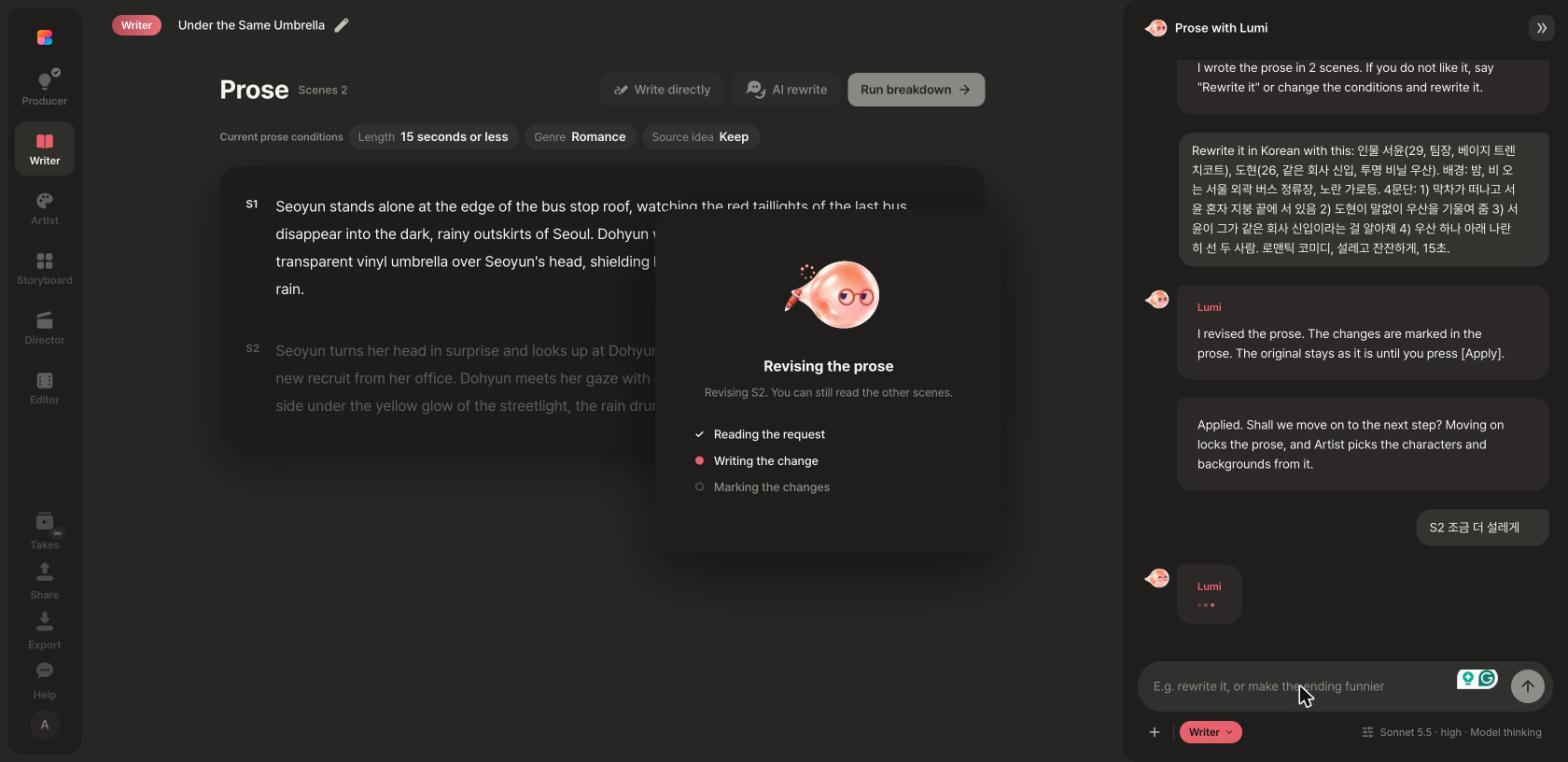 Writer
Under the Same Umbrella
Prose with Lumi
Producer
Writer
Artist
Storyboard
Director
Editor
Takes
Share
Export
Help
A
Prose
Scenes 2
Write directly
AI rewrite
Run breakdown
Current prose conditions
Length 15 seconds or less
Genre Romance
Source idea Keep
S1
Seoyun stands alone at the edge of the bus stop roof, watching the red taillights of the last bus
disappear into the dark, rainy outskirts of Seoul. Dohyun
transparent vinyl umbrella over Seoyun's head, shielding
rain.
S2
Seoyun turns her head in surprise and looks up at Dohyun
new recruit from her office. Dohyun meets her gaze with
side under the yellow glow of the streetlight, the rain
Revising the prose
Revising S2. You can still read the other scenes.
Reading the request
Writing the change
Marking the changes
I wrote the prose in 2 scenes. If you do not like it, say
"Rewrite it" or change the conditions and rewrite it.
Rewrite it in Korean with this: 인물 서윤(29, 팀장, 베이지 트렌
치코트), 도현(26, 같은 회사 신입, 투명 비닐 우산). 배경: 밤, 비 오
는 서울 외곽 버스 정류장, 노란 가로등. 4문단: 1) 막차가 떠나고 서
윤 혼자 지붕 끝에 서 있음 2) 도현이 말없이 우산을 기울여 줌 3) 서
윤이 그가 같은 회사 신입이라는 걸 알아채 4) 우산 하나 아래 나란
히 선 두 사람. 로맨틱 코미디, 설레고 잔잔하게, 15초.
Lumi
I revised the prose. The changes are marked in the
prose. The original stays as it is until you press [Apply].
Applied. Shall we move on to the next step? Moving on
locks the prose, and Artist picks the characters and
backgrounds from it.
S2 조금 더 설레게
Lumi
E.g. rewrite it, or make the ending funnier
Writer
Sonnet 5.5 · high · Model thinking